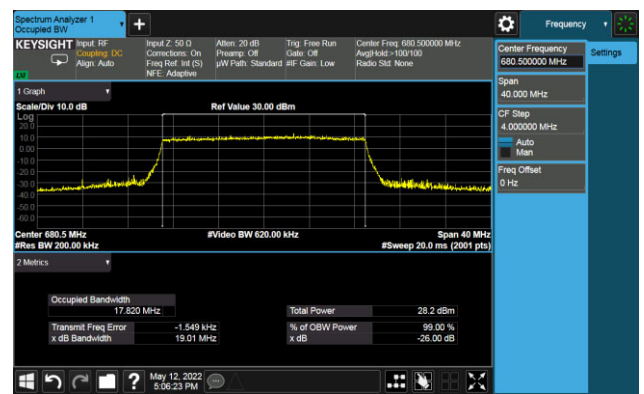 Spectrum Analyzer 1
Occupied BW
+
Frequency
KEYSIGHT
Input: RF
Coupling: DC
Align: Auto
Input Z: 50 Ω
Corrections: On
Freq Ref: Int (S)
NFE: Adaptive
Atten: 20 dB
Preamp: Off
µW Path: Standard
Trig: Free Run
Gate: Off
#IF Gain: Low
Center Freq: 680.500000 MHz
Avg|Hold:>100/100
Radio Std: None
Center Frequency
680.500000 MHz
Settings
Span
40.000 MHz
CF Step
4.000000 MHz
Auto
Man
Freq Offset
0 Hz
1 Graph
Scale/Div 10.0 dB
Ref Value 30.00 dBm
Log
20.0
10.0
0.00
-10.0
-20.0
-30.0
-40.0
-50.0
-60.0
Center 680.5 MHz
#Video BW 620.00 kHz
Span 40 MHz
#Res BW 200.00 kHz
#Sweep 20.0 ms (2001 pts)
2 Metrics
Occupied Bandwidth
17.820 MHz
Total Power
28.2 dBm
Transmit Freq Error
-1.549 kHz
% of OBW Power
99.00 %
x dB Bandwidth
19.01 MHz
x dB
-26.00 dB
?
May 12, 2022
5:06:23 PM